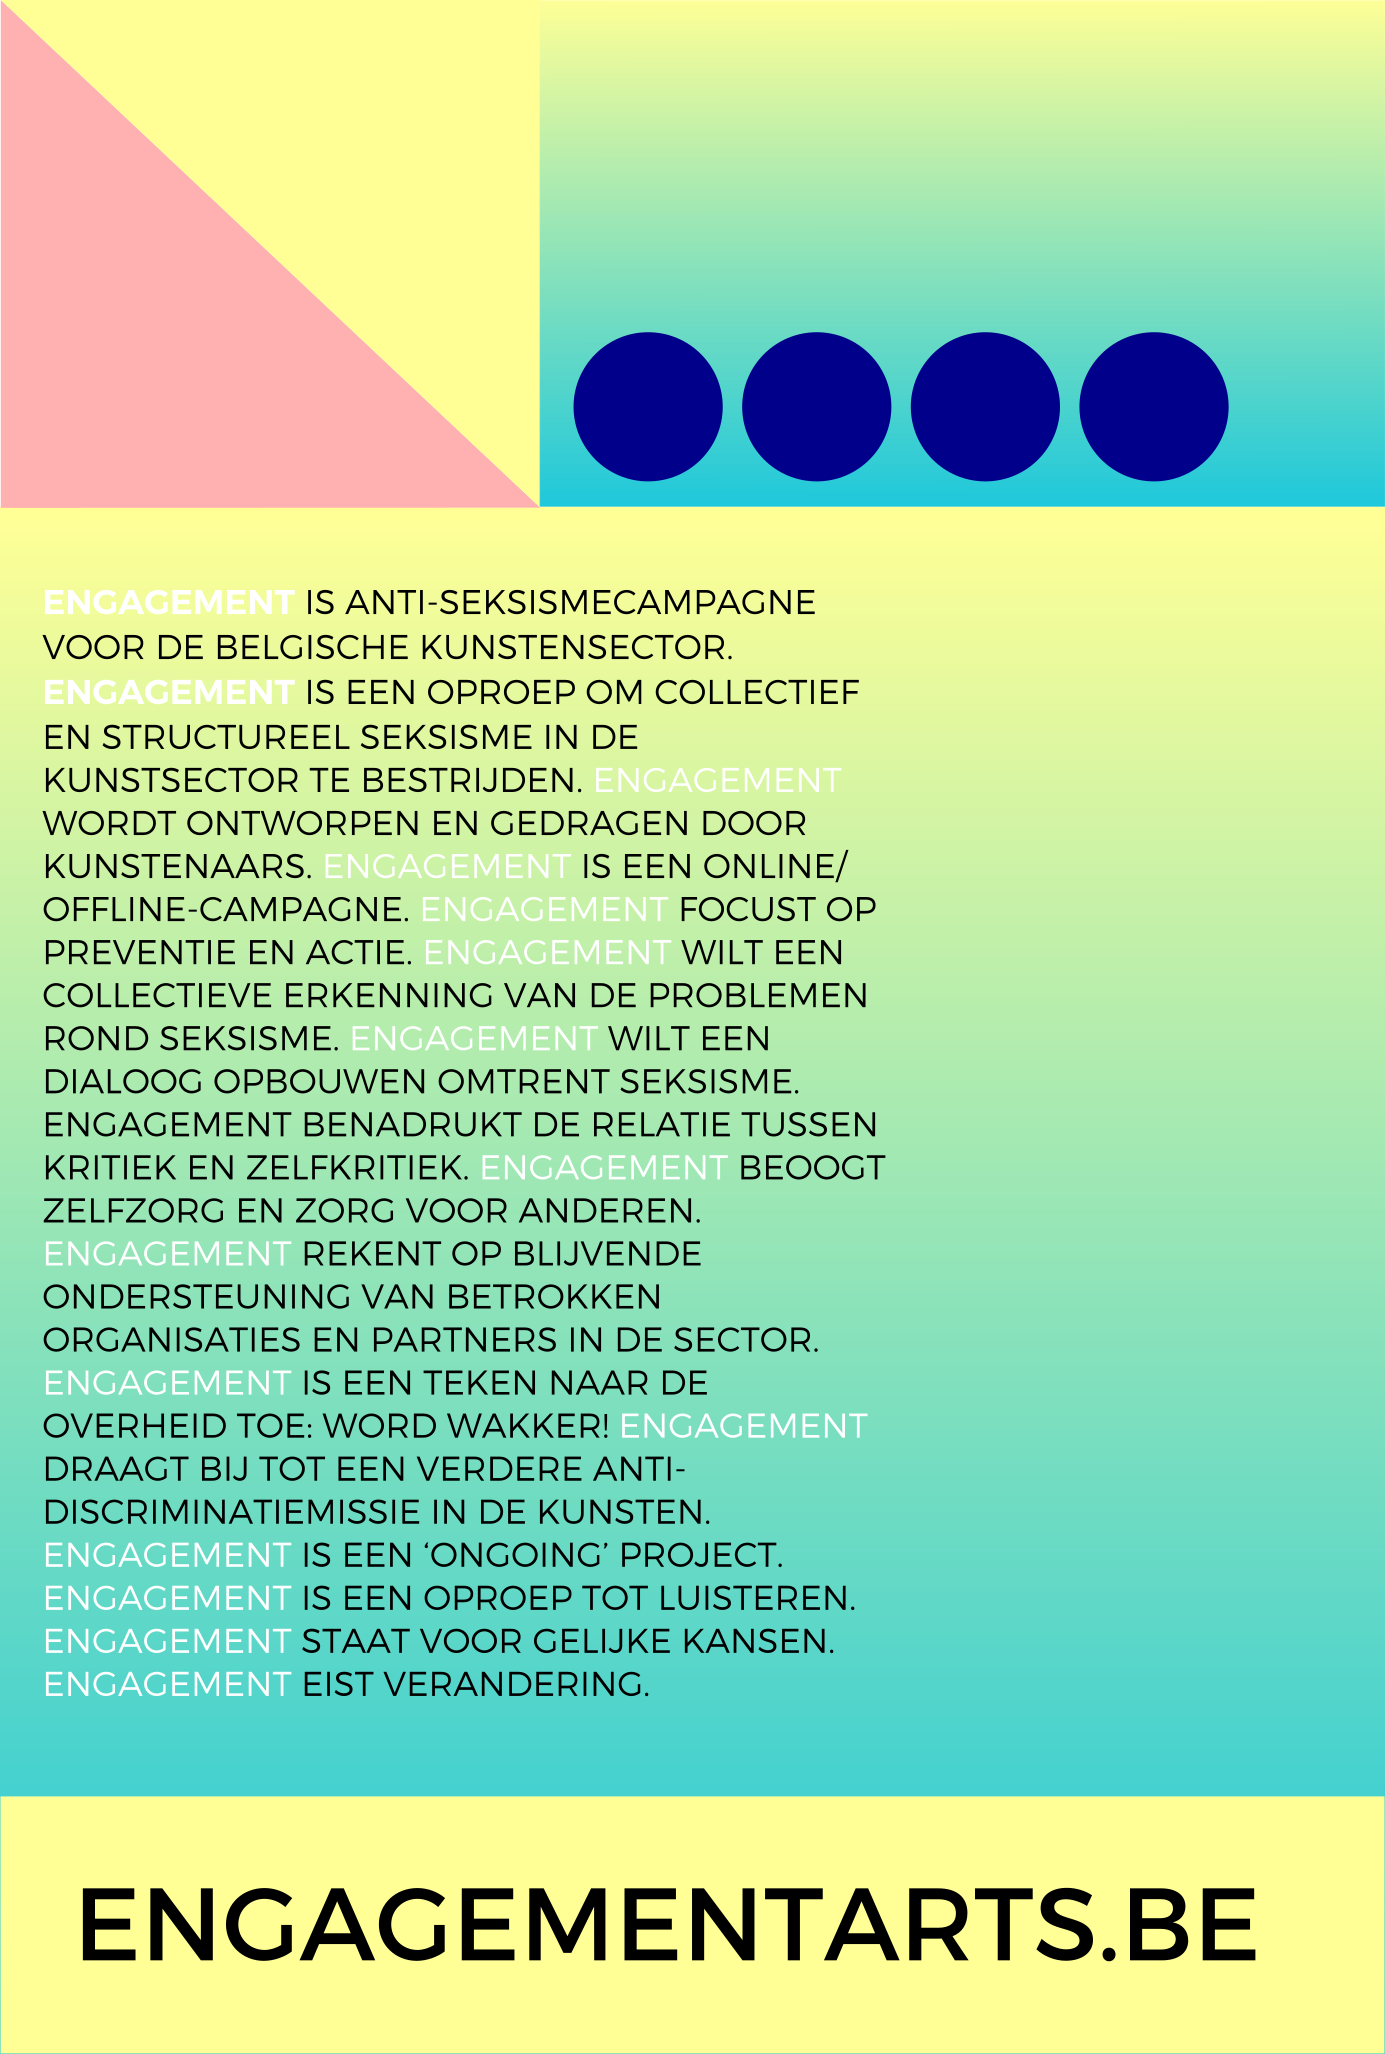 ENGAGEMENT IS ANTI-SEKSISMECAMPAGNE
VOOR DE BELGISCHE KUNSTENSECTOR.
ENGAGEMENT IS EEN OPROEP OM COLLECTIEF
EN STRUCTUREEL SEKSISME IN DE
KUNSTSECTOR TE BESTRIJDEN. ENGAGEMENT
WORDT ONTWORPEN EN GEDRAGEN DOOR
KUNSTENAARS. ENGAGEMENT IS EEN ONLINE/
OFFLINE-CAMPAGNE. ENGAGEMENT FOCUST OP
PREVENTIE EN ACTIE. ENGAGEMENT WILT EEN
COLLECTIEVE ERKENNING VAN DE PROBLEMEN
ROND SEKSISME. ENGAGEMENT WILT EEN
DIALOOG OPBOUWEN OMTRENT SEKSISME.
ENGAGEMENT BENADRUKT DE RELATIE TUSSEN
KRITIEK EN ZELFKRITIEK. ENGAGEMENT BEOOGT
ZELFZORG EN ZORG VOOR ANDEREN.
ENGAGEMENT REKENT OP BLIJVENDE
ONDERSTEUNING VAN BETROKKEN
ORGANISATIES EN PARTNERS IN DE SECTOR.
ENGAGEMENT IS EEN TEKEN NAAR DE
OVERHEID TOE: WORD WAKKER! ENGAGEMENT
DRAAGT BIJ TOT EEN VERDERE ANTI-
DISCRIMINATIEMISSIE IN DE KUNSTEN.
ENGAGEMENT IS EEN ‘ONGOING’ PROJECT.
ENGAGEMENT IS EEN OPROEP TOT LUISTEREN.
ENGAGEMENT STAAT VOOR GELIJKE KANSEN.
ENGAGEMENT EIST VERANDERING.
ENGAGEMENTARTS.BE